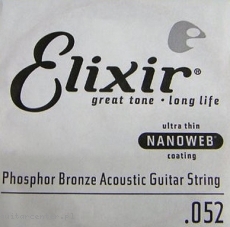 Elixir®
great tone • long life
ultra thin
NANOWEB®
coating
Phosphor Bronze Acoustic Guitar String
.052